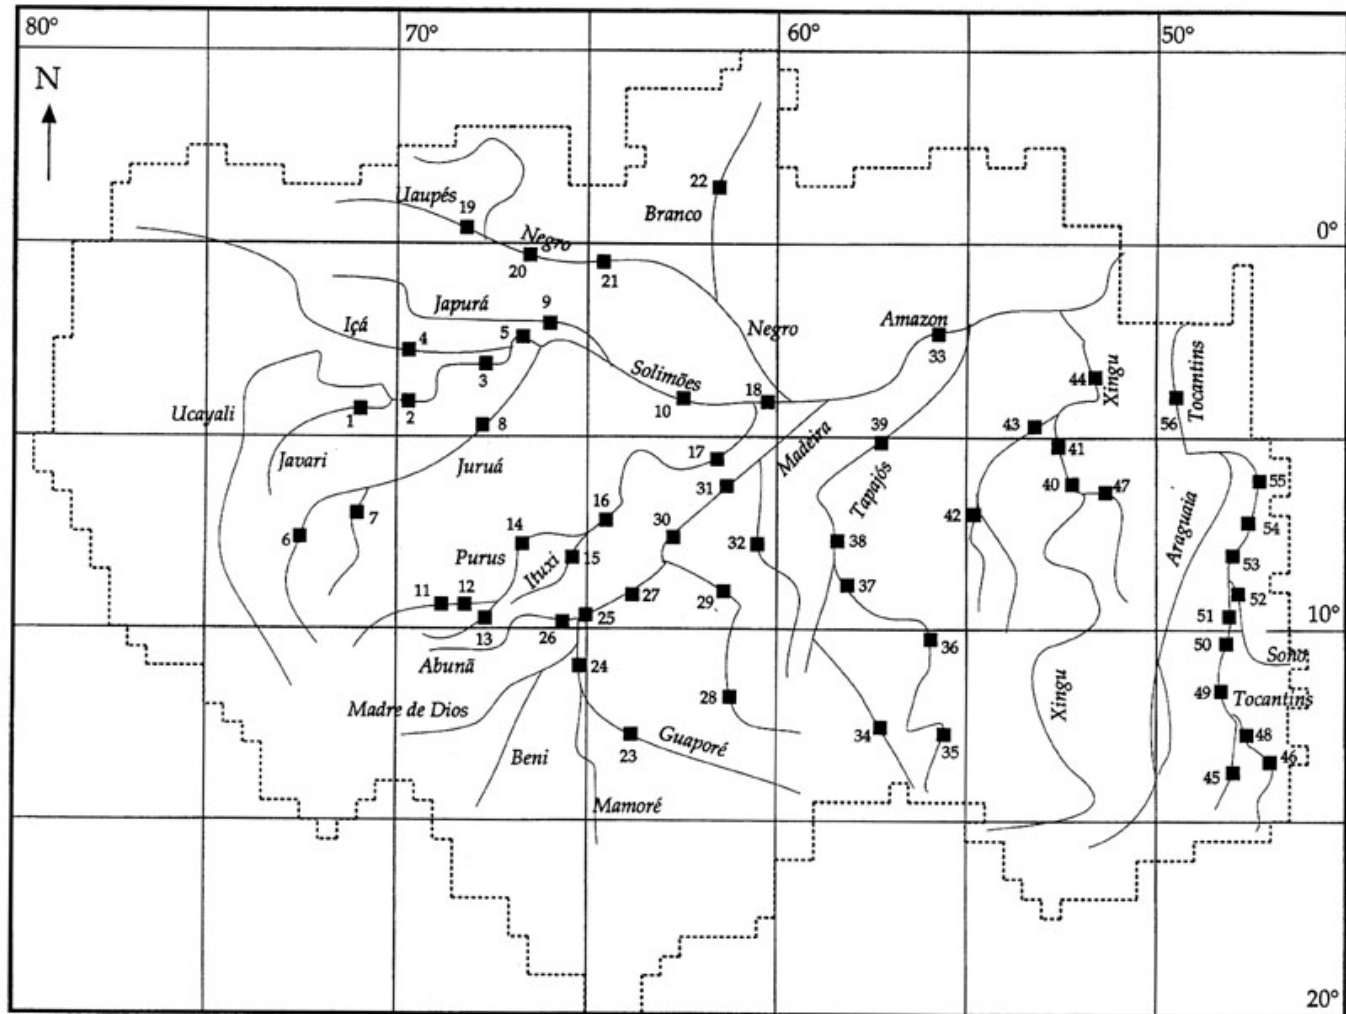 80° 70° 60° 50°
N
22
Uaupés
19
Branco
0°
Negro
20 21
Japurá 9
Içá Amazon
4 5 Negro 33
3 Solimões Xingu Tocantins
44
Ucayali 2 10 18
1 8 39 43 56
Javari Juruá 17 Madeira 41
31 Tapajós 40 47 55
7 16 42
6 14 30 32 38 Araguaia 54
Purus Ituxi 15 53
11 12 27 29 37 52
13 26 25 51
10°
Abunã 24 36 50 Sono
Madre de Dios 28 Xingu 49 Tocantins
Guaporé 34 35 48
Beni 23 45 46
Mamoré
20°